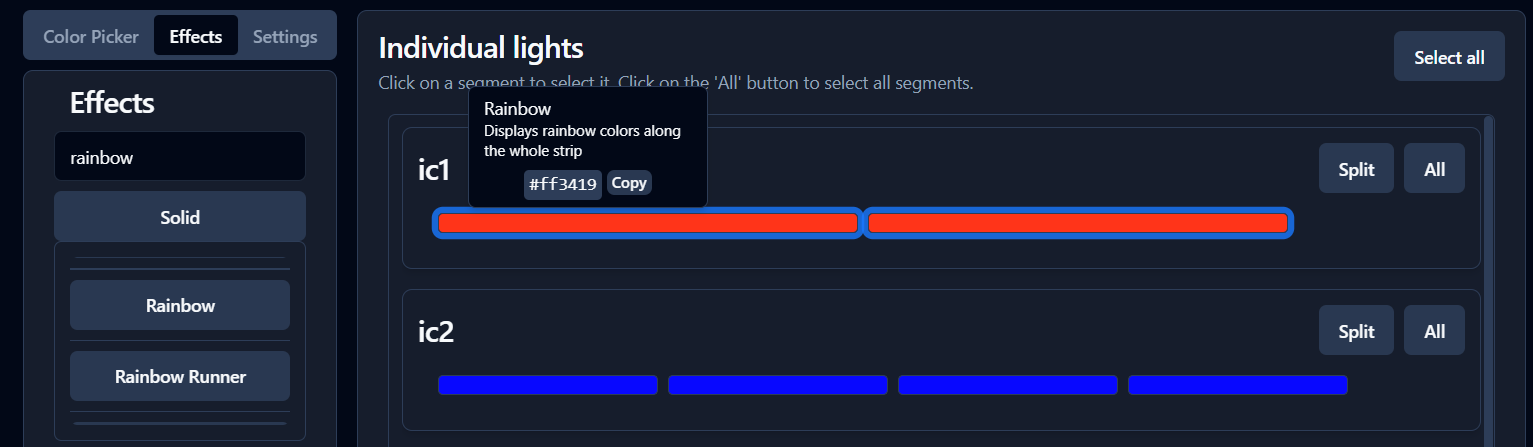 Color Picker
Effects
Settings
Effects
rainbow
Solid
Rainbow
Rainbow Runner
Individual lights
Click on a segment to select it. Click on the 'All' button to select all segments.
Select all
Rainbow
Displays rainbow colors along
the whole strip
#ff3419
Copy
ic1
Split
All
ic2
Split
All